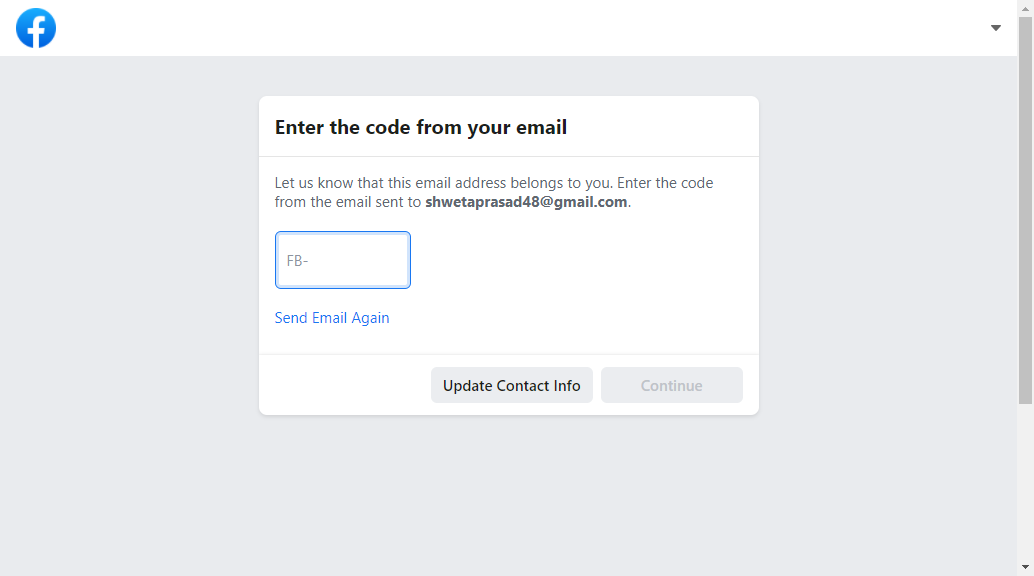 Enter the code from your email
Let us know that this email address belongs to you. Enter the code
from the email sent to shwetaprasad48@gmail.com.
FB-
Send Email Again
Update Contact Info
Continue